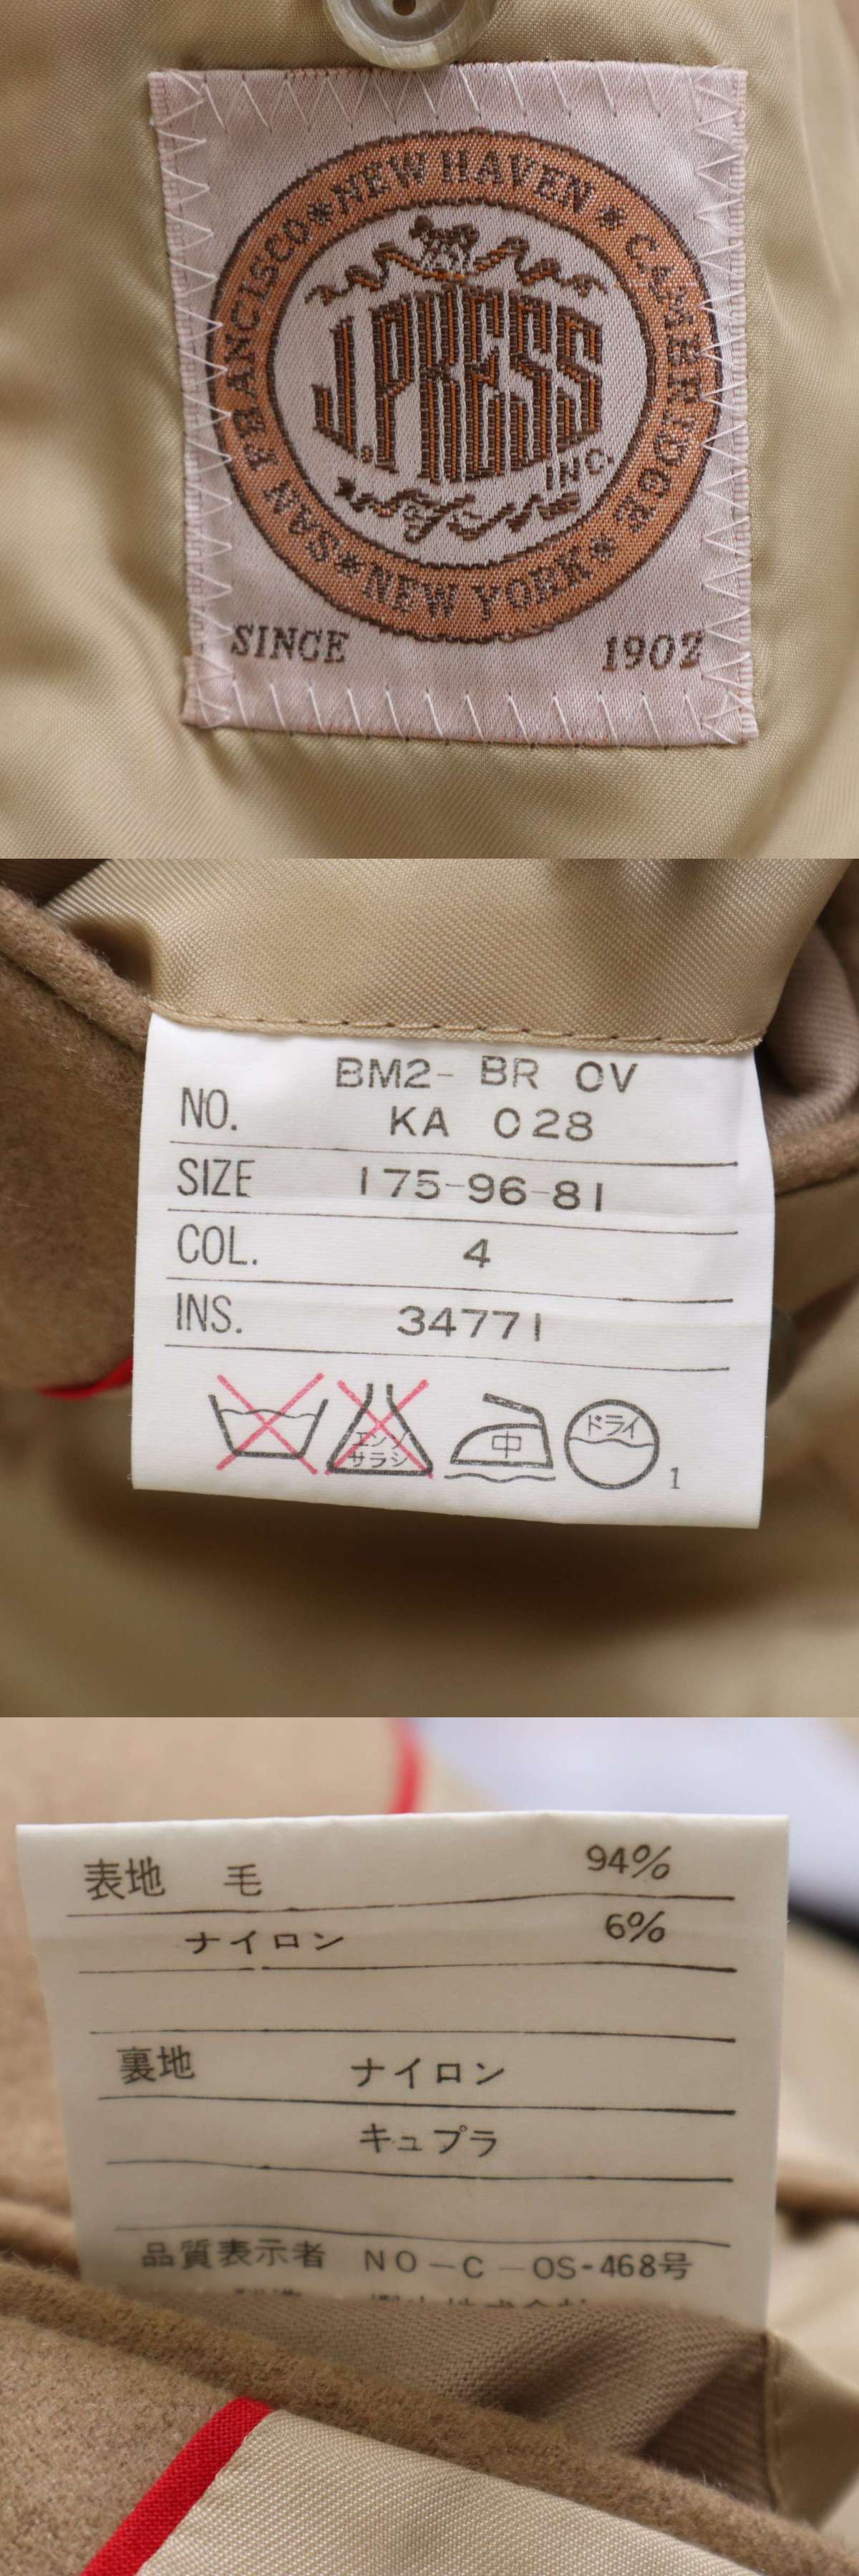 SAN FRANCISCO * NEW HAVEN * CAMBRIDGE * NEW YORK *
J.PRESS
INC.
SINCE 1902
BM2- BR OV
NO. KA 028
SIZE 175-96-81
COL. 4
INS. 34771
エンソ
サラシ
中
ドライ
1
表地 毛 94%
ナイロン 6%
裏地 ナイロン
キュプラ
品質表示者 NO-C-OS-468号